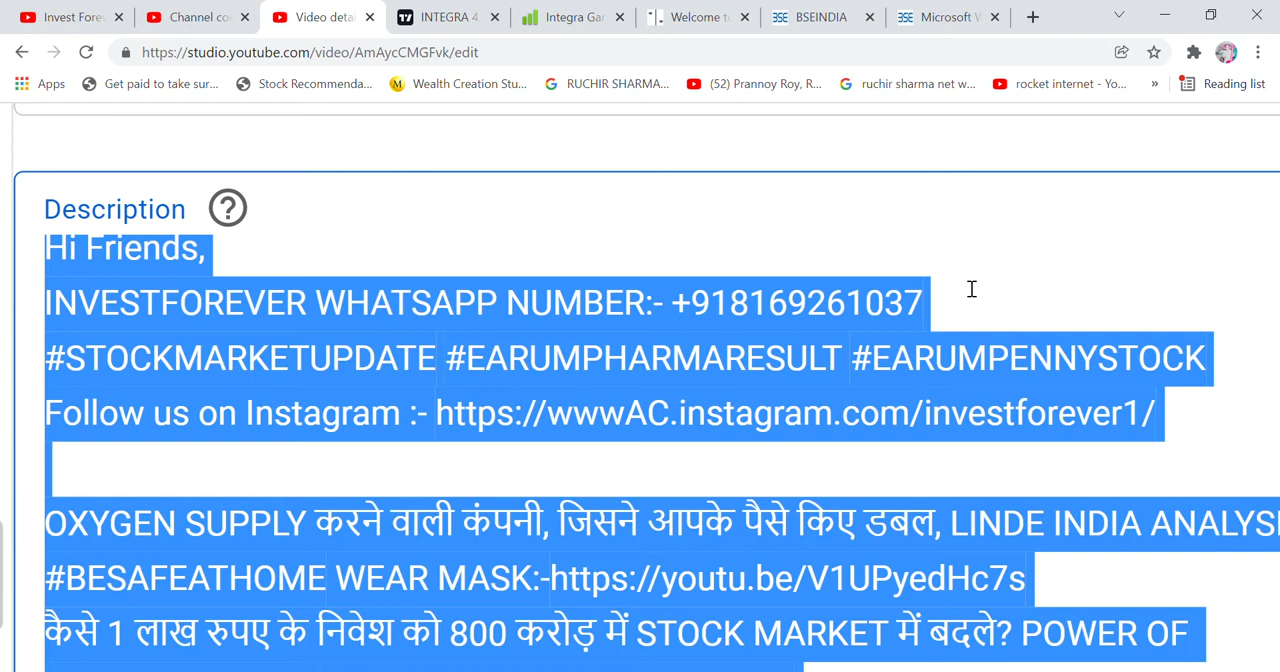 Invest Fore
Channel co
Video deta
INTEGRA 4.
Integra Gar
Welcome to
BSEINDIA
Microsoft
https://studio.youtube.com/video/AmAycCMGFvk/edit
Apps
Get paid to take sur...
Stock Recommenda...
Wealth Creation Stu...
RUCHIR SHARMA...
(52) Prannoy Roy, R...
ruchir sharma net w...
rocket internet - Yo...
»
Reading list
Description
Hi Friends,
INVESTFOREVER WHATSAPP NUMBER:- +918169261037
#STOCKMARKETUPDATE #EARUMPHARMARESULT #EARUMPENNYSTOCK
Follow us on Instagram :- https://wwwAC.instagram.com/investforever1/
OXYGEN SUPPLY करने वाली कंपनी, जिसने आपके पैसे किए डबल, LINDE INDIA ANALYSI
#BESAFEATHOME WEAR MASK:-https://youtu.be/V1UPyedHc7s
कैसे 1 लाख रुपए के निवेश को 800 करोड़ में STOCK MARKET में बदले? POWER OF